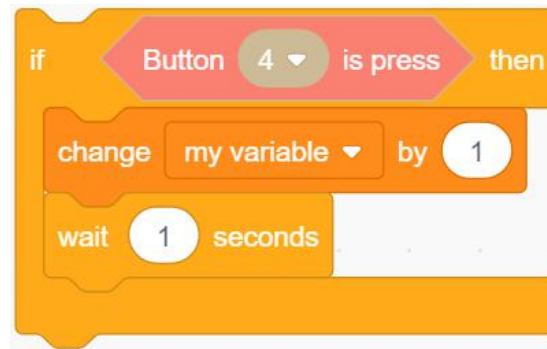 if Button 4 is press then
change my variable by 1
wait 1 seconds